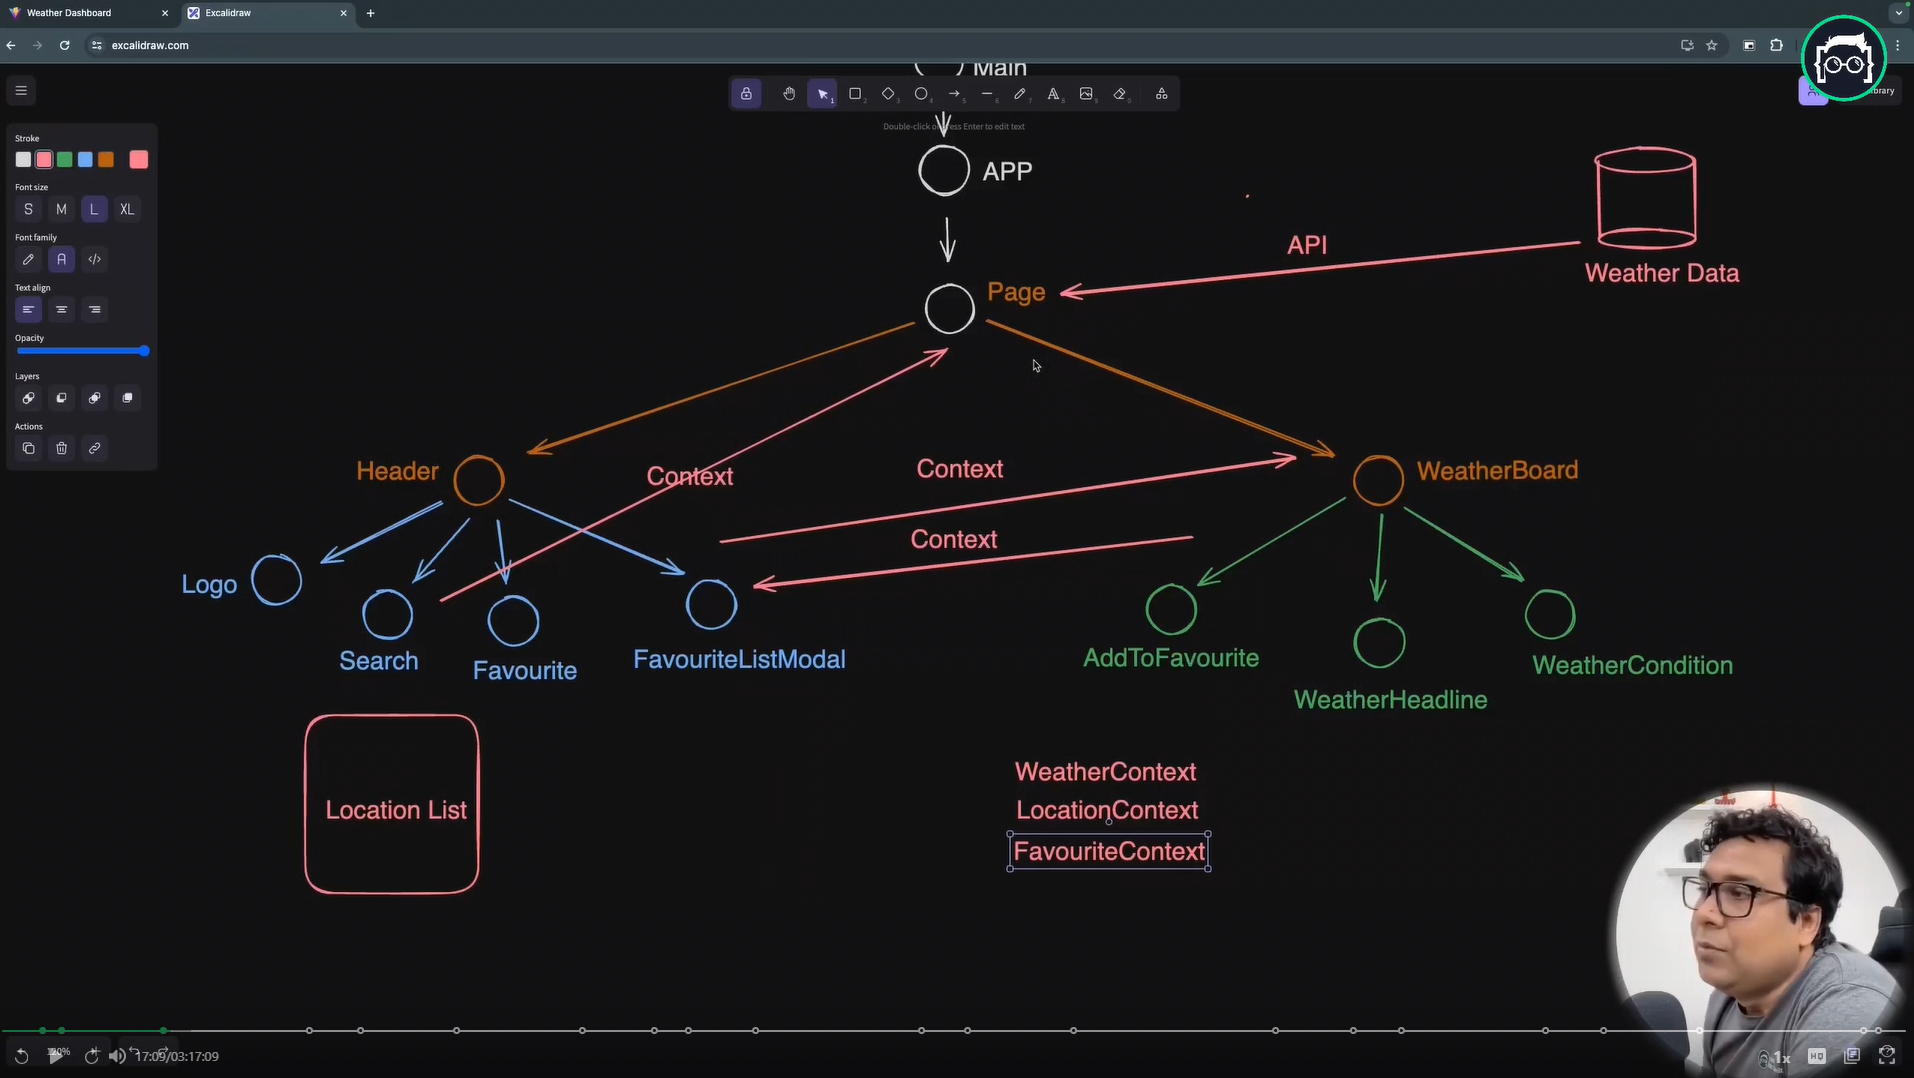 Weather Dashboard
Excalidraw
excalidraw.com
Main
Double-click or press Enter to edit text
Stroke
Font size
S M L XL
Font family
A </>
Text align
Opacity
Layers
Actions
APP
Page
API
Weather Data
Header
Context
Context
WeatherBoard
Context
Logo
Search
Favourite
FavouriteListModal
AddToFavourite
WeatherHeadline
WeatherCondition
Location List
WeatherContext
LocationContext
FavouriteContext
120%
17:09/03:17:09
1x
HQ